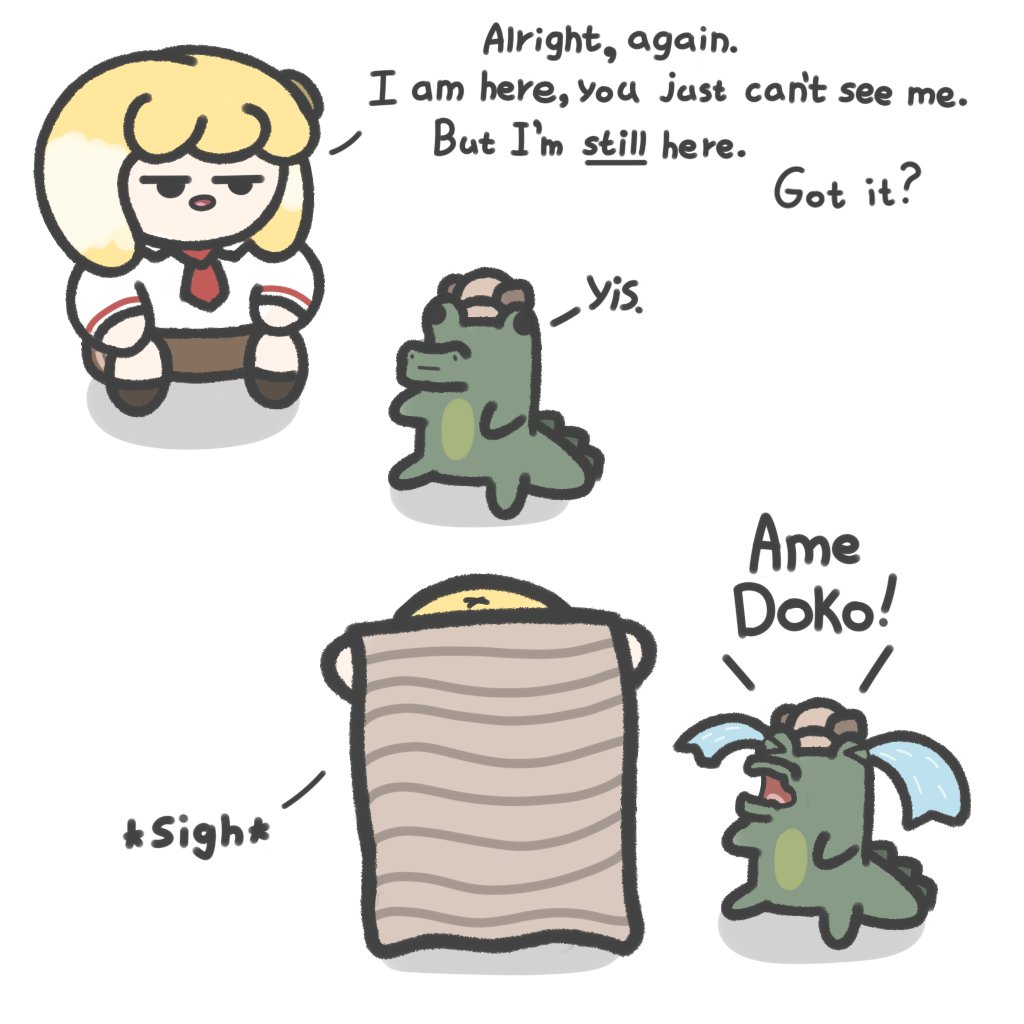 Alright, again.
I am here, you just can't see me.
But I'm still here.
Got it?
Yis.
Ame
Doko!
*sigh*